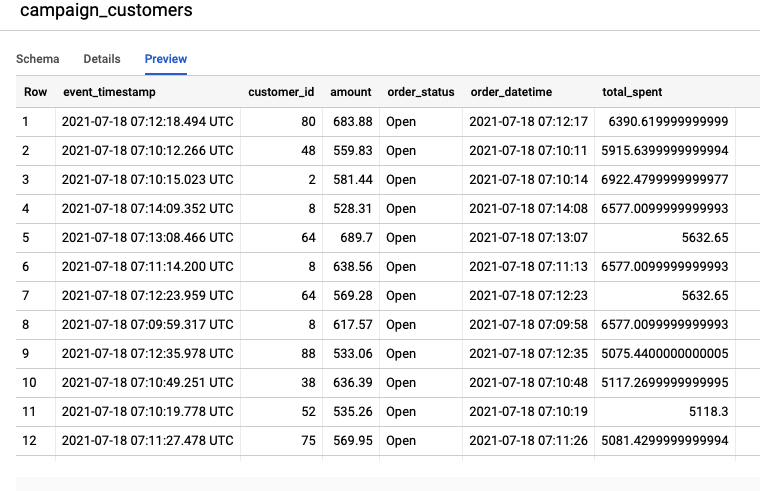 campaign_customers
Schema Details Preview
Row event_timestamp customer_id amount order_status order_datetime total_spent
1 2021-07-18 07:12:18.494 UTC 80 683.88 Open 2021-07-18 07:12:17 6390.619999999999
2 2021-07-18 07:10:12.266 UTC 48 559.83 Open 2021-07-18 07:10:11 5915.6399999999994
3 2021-07-18 07:10:15.023 UTC 2 581.44 Open 2021-07-18 07:10:14 6922.4799999999977
4 2021-07-18 07:14:09.352 UTC 8 528.31 Open 2021-07-18 07:14:08 6577.0099999999993
5 2021-07-18 07:13:08.466 UTC 64 689.7 Open 2021-07-18 07:13:07 5632.65
6 2021-07-18 07:11:14.200 UTC 8 638.56 Open 2021-07-18 07:11:13 6577.0099999999993
7 2021-07-18 07:12:23.959 UTC 64 569.28 Open 2021-07-18 07:12:23 5632.65
8 2021-07-18 07:09:59.317 UTC 8 617.57 Open 2021-07-18 07:09:58 6577.0099999999993
9 2021-07-18 07:12:35.978 UTC 88 533.06 Open 2021-07-18 07:12:35 5075.4400000000005
10 2021-07-18 07:10:49.251 UTC 38 636.39 Open 2021-07-18 07:10:48 5117.2699999999995
11 2021-07-18 07:10:19.778 UTC 52 535.26 Open 2021-07-18 07:10:19 5118.3
12 2021-07-18 07:11:27.478 UTC 75 569.95 Open 2021-07-18 07:11:26 5081.4299999999994